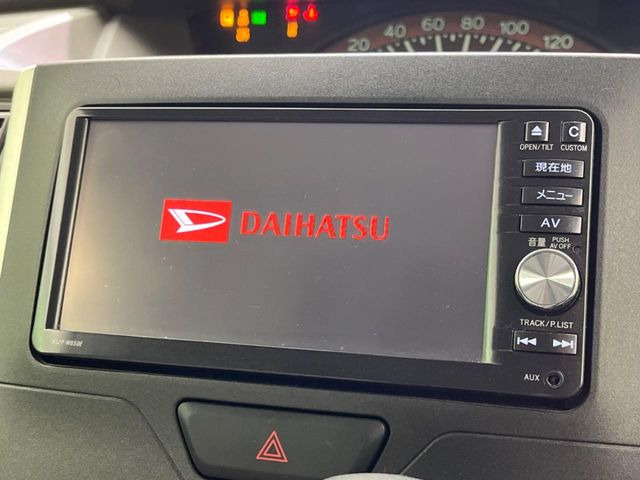 20 40 60 80 100 120
OPEN/TILT
C
CUSTOM
現在地
メニュー
AV
音量
PUSH
AV OFF
DAIHATSU
TRACK/P.LIST
AUX